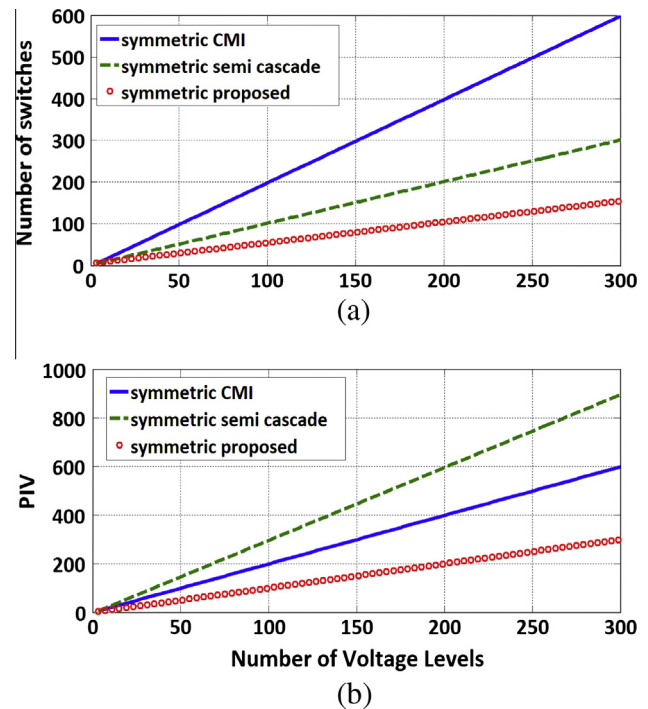 600
500
400
300
200
100
0
Number of switches
symmetric CMI
symmetric semi cascade
symmetric proposed
0 50 100 150 200 250 300
(a)
1000
800
600
400
200
0
PIV
symmetric CMI
symmetric semi cascade
symmetric proposed
0 50 100 150 200 250 300
Number of Voltage Levels
(b)